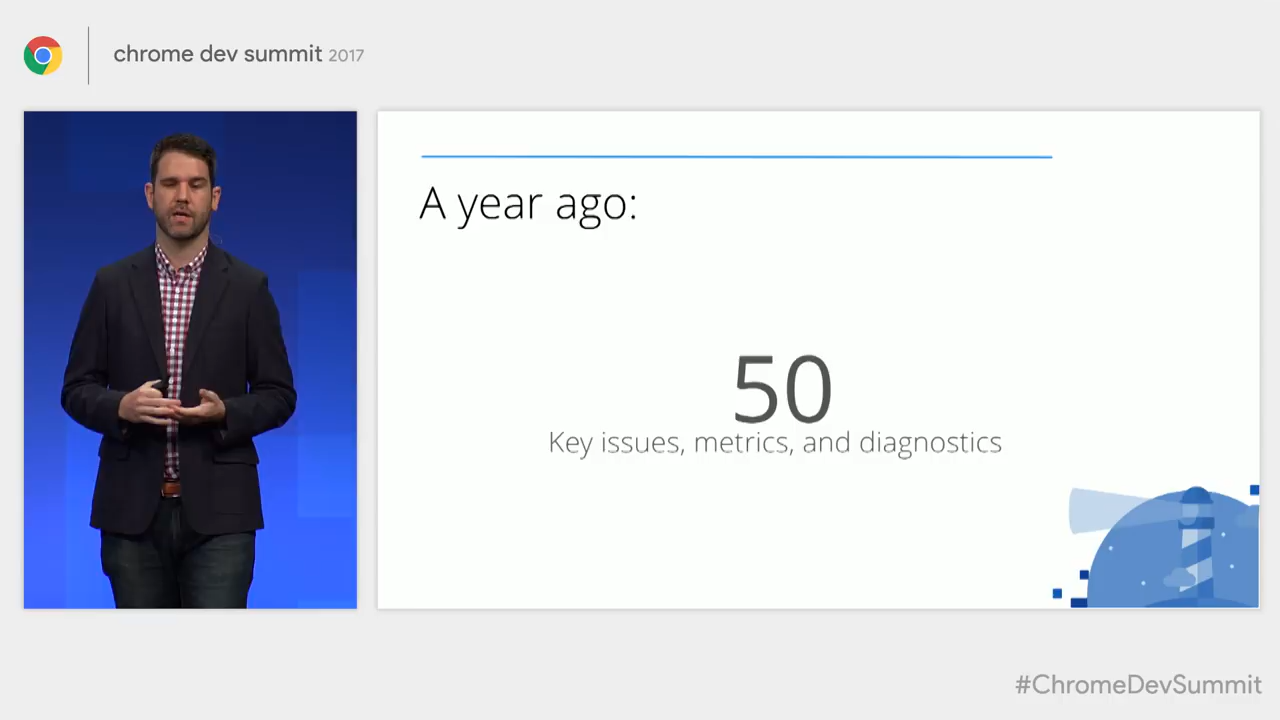 chrome dev summit 2017
A year ago:
50
Key issues, metrics, and diagnostics
#ChromeDevSummit